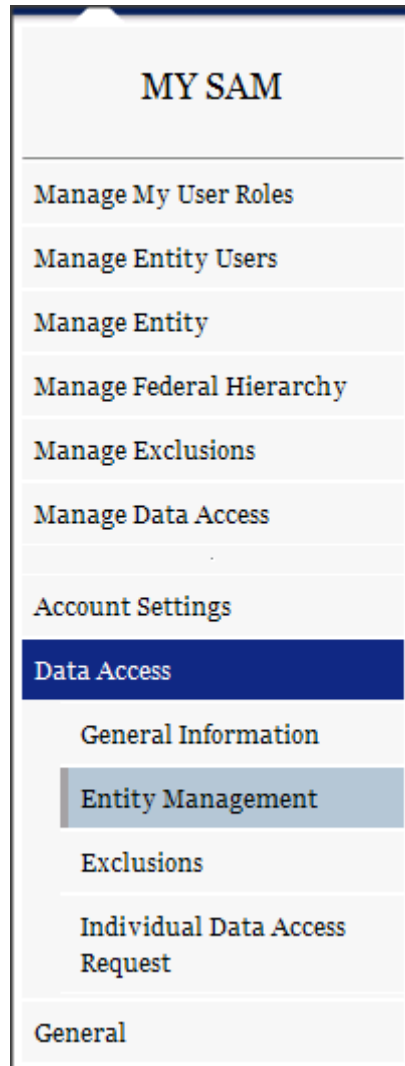 MY SAM
Manage My User Roles
Manage Entity Users
Manage Entity
Manage Federal Hierarchy
Manage Exclusions
Manage Data Access
Account Settings
Data Access
General Information
Entity Management
Exclusions
Individual Data Access
Request
General